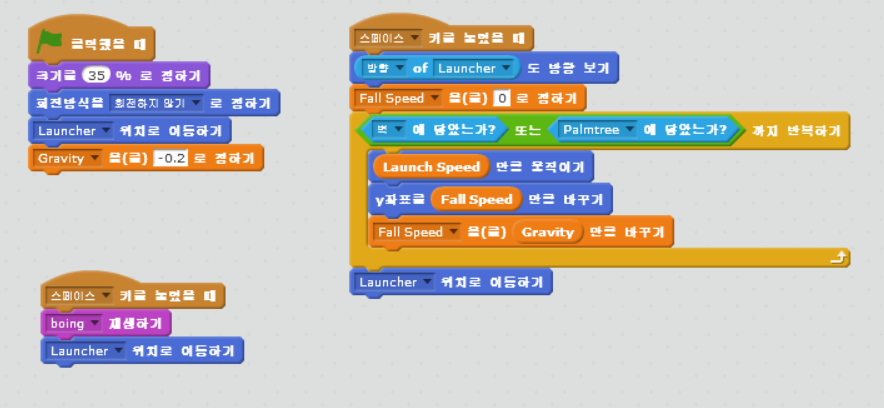 클릭했을 때
크기를 35 % 로 정하기
회전방식을 회전하지 않기 로 정하기
Launcher 위치로 이동하기
Gravity 을(를) -0.2 로 정하기
스페이스 키를 눌렀을 때
boing 재생하기
Launcher 위치로 이동하기
스페이스 키를 눌렀을 때
방향 of Launcher 도 방향 보기
Fall Speed 을(를) 0 로 정하기
벽 에 닿았는가? 또는 Palmtree 에 닿았는가? 까지 반복하기
Launch Speed 만큼 움직이기
y좌표를 Fall Speed 만큼 바꾸기
Fall Speed 을(를) Gravity 만큼 바꾸기
Launcher 위치로 이동하기